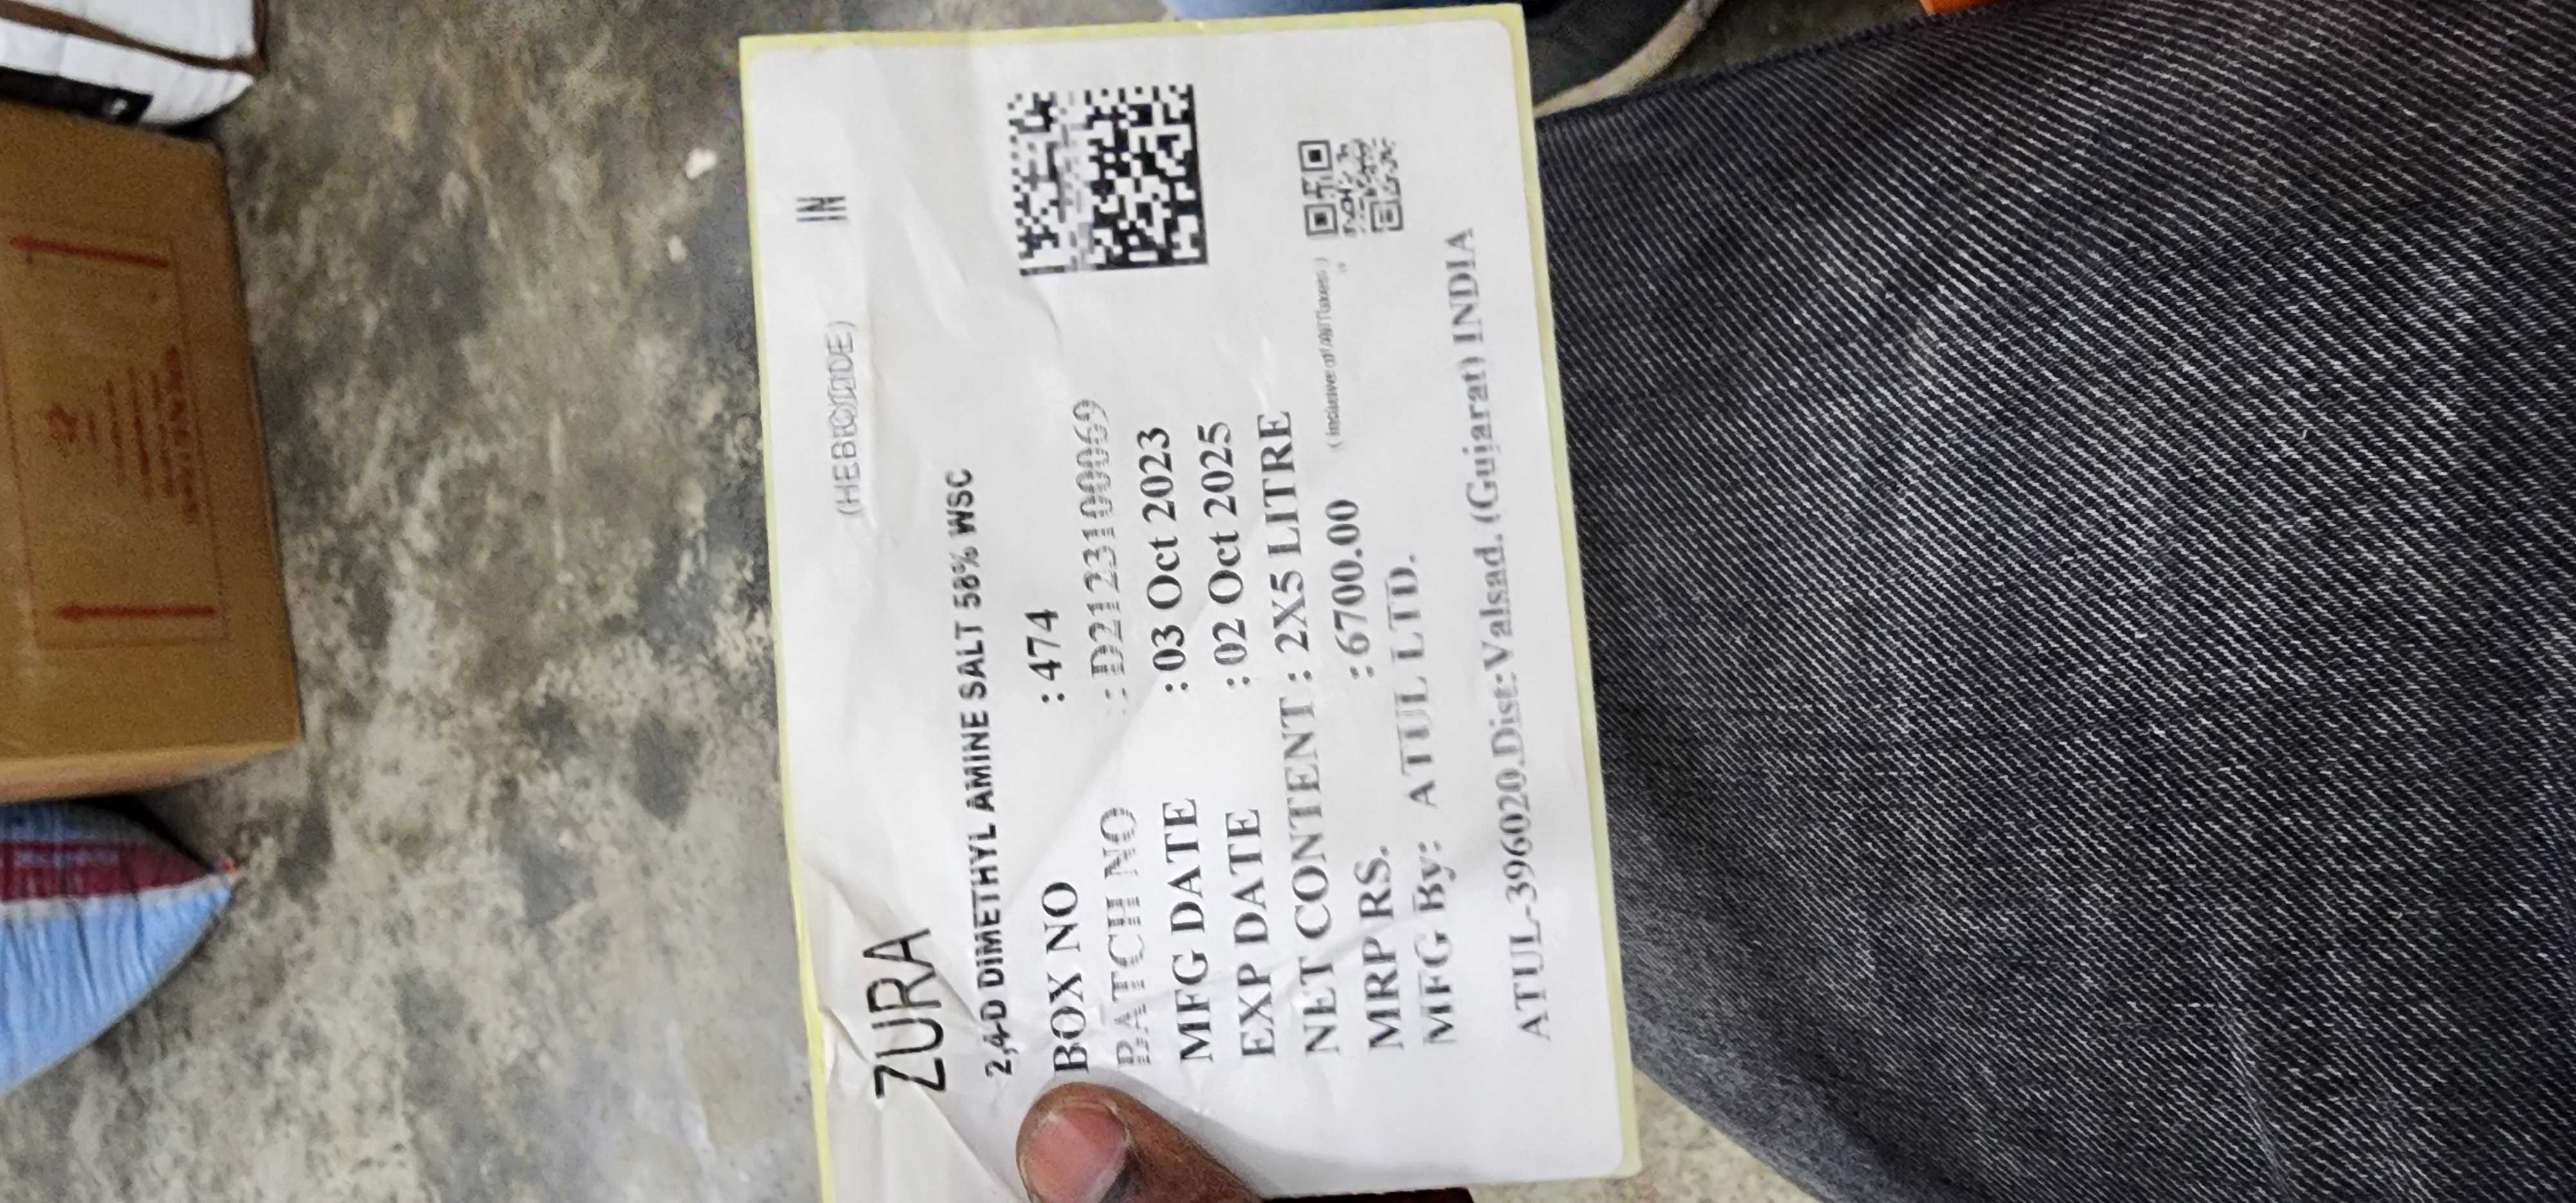 (HEBICIDE) IN
ZURA
2,4-D DIMETHYL AMINE SALT 58% WSC
BOX NO :474
BATCH NO : D2123100069
MFG DATE :03 Oct 2023
EXP DATE :02 Oct 2025
NET CONTENT : 2X5 LITRE
MRP RS. :6700.00 (Inclusive of All Taxes)
MFG By: ATUL LTD.
ATUL-396020,Dist:Valsad. (Gujarat) INDIA